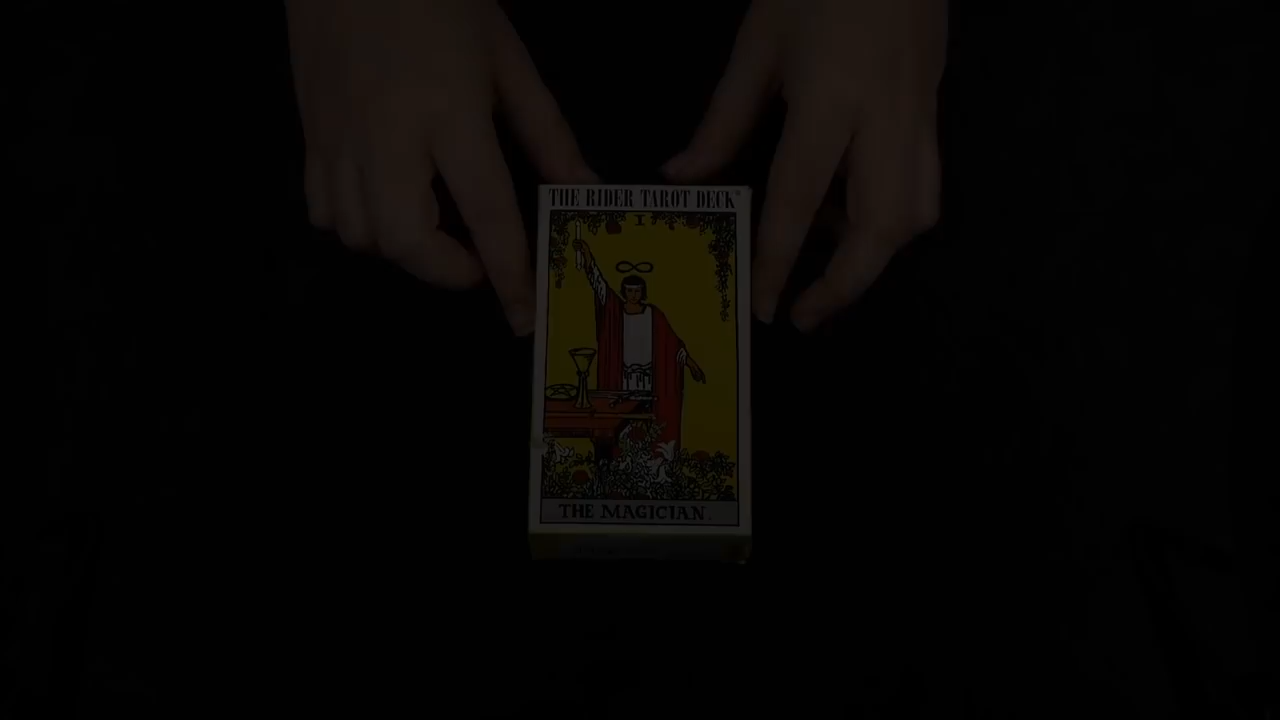 THE RIDER TAROT DECK®
I
THE MAGICIAN.